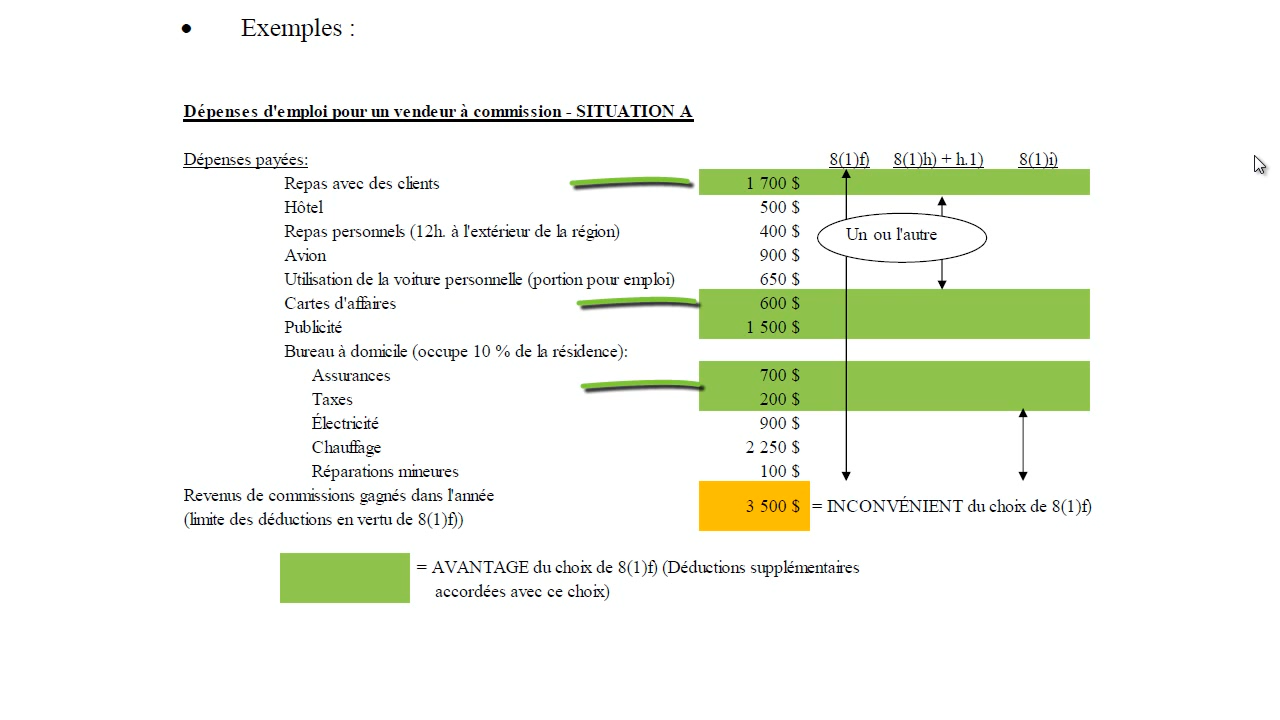 • Exemples :
Dépenses d'emploi pour un vendeur à commission - SITUATION A
Dépenses payées: 8(1)f) 8(1)h) + h.1) 8(1)i)
Repas avec des clients 1 700 $
Hôtel 500 $
Repas personnels (12h. à l'extérieur de la région) 400 $ Un ou l'autre
Avion 900 $
Utilisation de la voiture personnelle (portion pour emploi) 650 $
Cartes d'affaires 600 $
Publicité 1 500 $
Bureau à domicile (occupe 10 % de la résidence):
Assurances 700 $
Taxes 200 $
Électricité 900 $
Chauffage 2 250 $
Réparations mineures 100 $
Revenus de commissions gagnés dans l'année
(limite des déductions en vertu de 8(1)f)) 3 500 $ = INCONVÉNIENT du choix de 8(1)f)
= AVANTAGE du choix de 8(1)f) (Déductions supplémentaires
accordées avec ce choix)